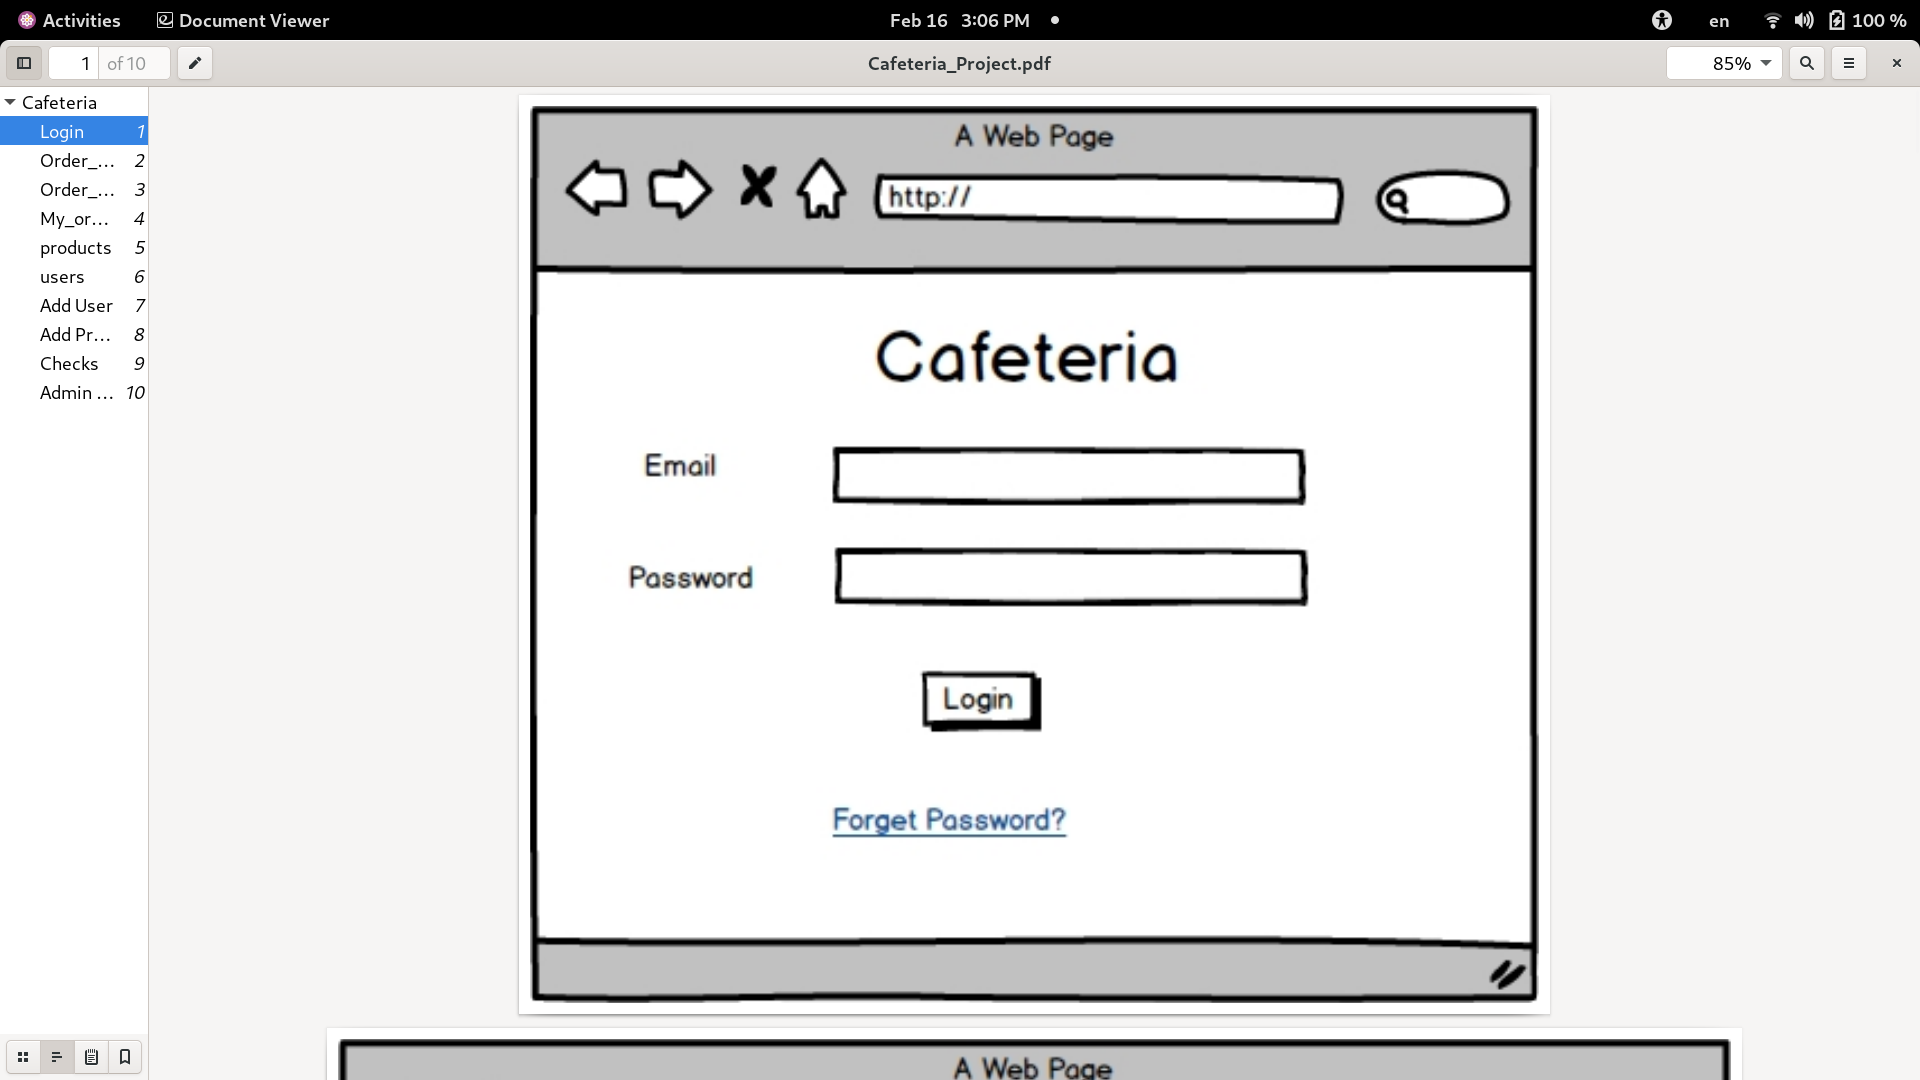 Activities Document Viewer Feb 16 3:06 PM en 100 %
1 of 10 Cafeteria_Project.pdf 85%
Cafeteria
Login 1
Order_... 2
Order_... 3
My_or... 4
products 5
users 6
Add User 7
Add Pr... 8
Checks 9
Admin ... 10
A Web Page
http://
Cafeteria
Email
Password
Login
Forget Password?
A Web Page